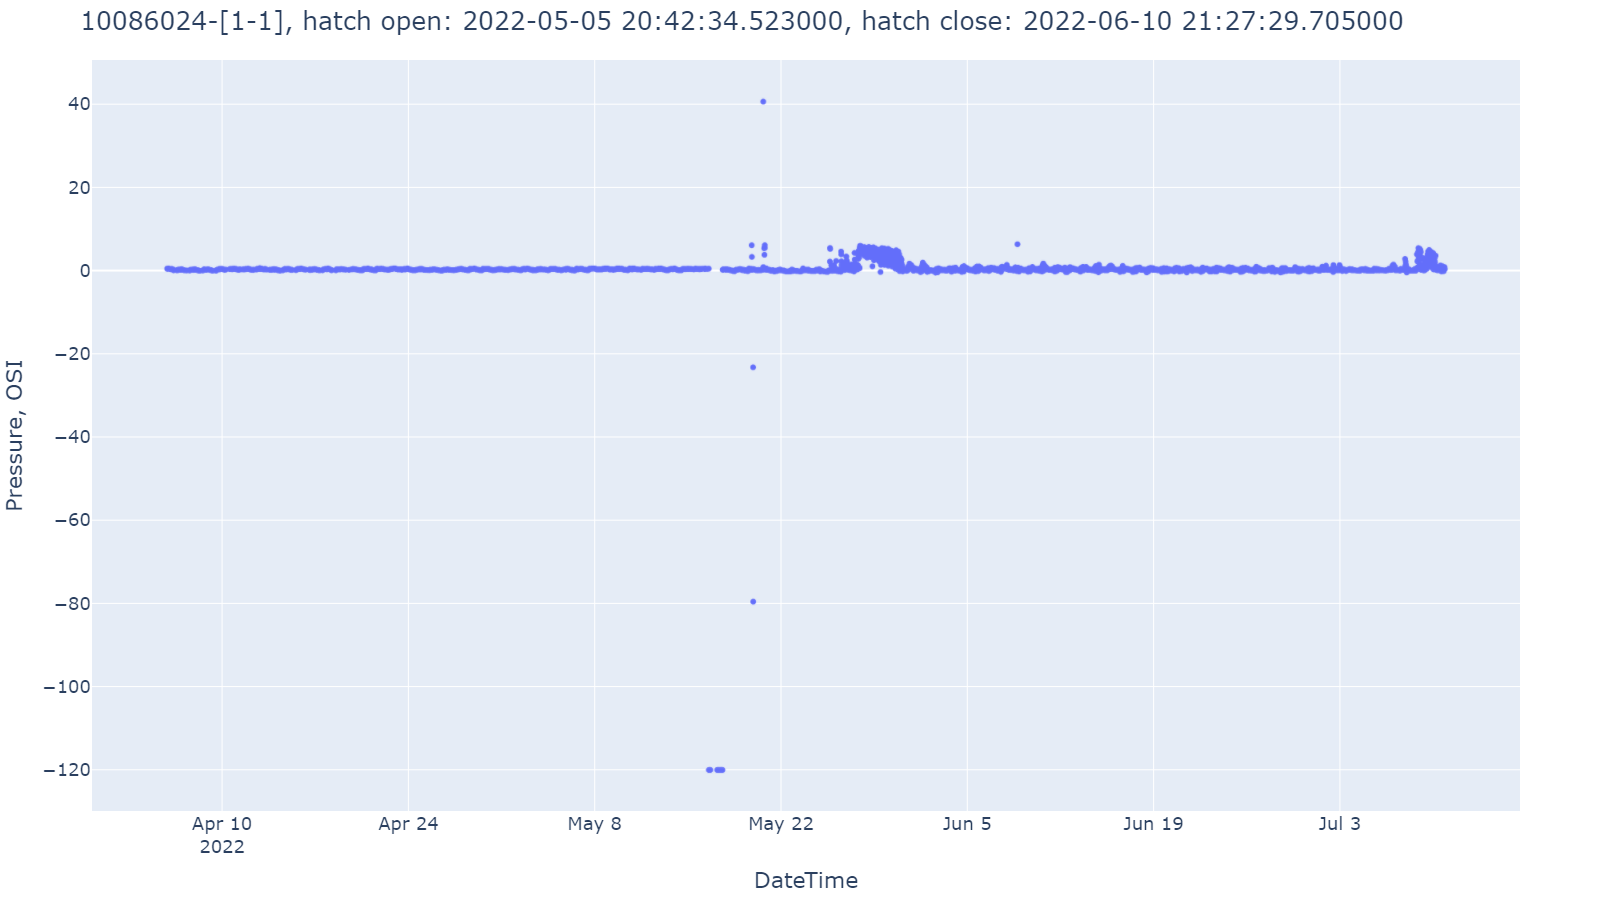 10086024-[1-1], hatch open: 2022-05-05 20:42:34.523000, hatch close: 2022-06-10 21:27:29.705000
40
20
0
−20
−40
−60
−80
−100
−120
Pressure, OSI
Apr 10
2022
Apr 24
May 8
May 22
Jun 5
Jun 19
Jul 3
DateTime